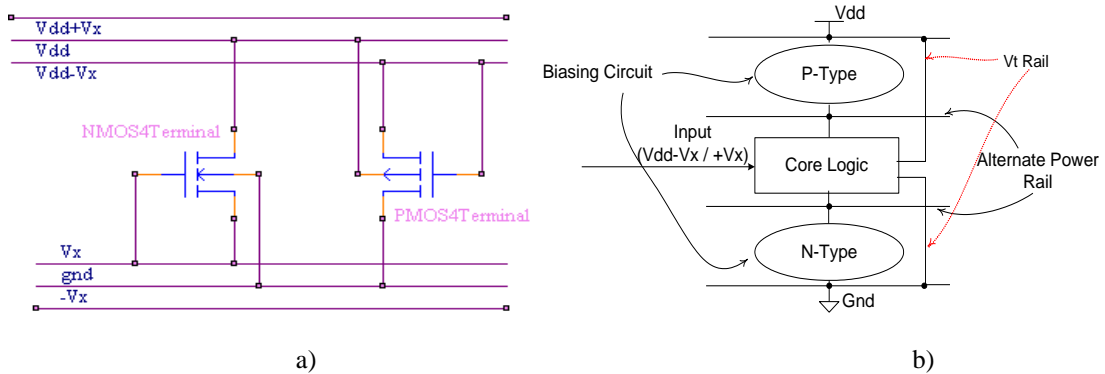 Vdd+Vx
Vdd
Vdd-Vx
NMOS4Terminal
PMOS4Terminal
Vx
gnd
-Vx
a)
Vdd
Biasing Circuit
P-Type
Vt Rail
Input
(Vdd-Vx / +Vx)
Core Logic
Alternate Power
Rail
N-Type
Gnd
b)